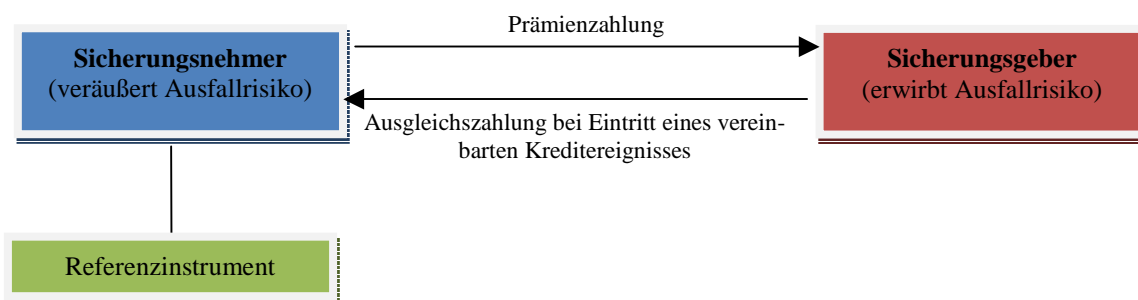 Prämienzahlung
Sicherungsnehmer
(veräußert Ausfallrisiko)
Sicherungsgeber
(erwirbt Ausfallrisiko)
Ausgleichszahlung bei Eintritt eines verein-
barten Kreditereignisses
Referenzinstrument